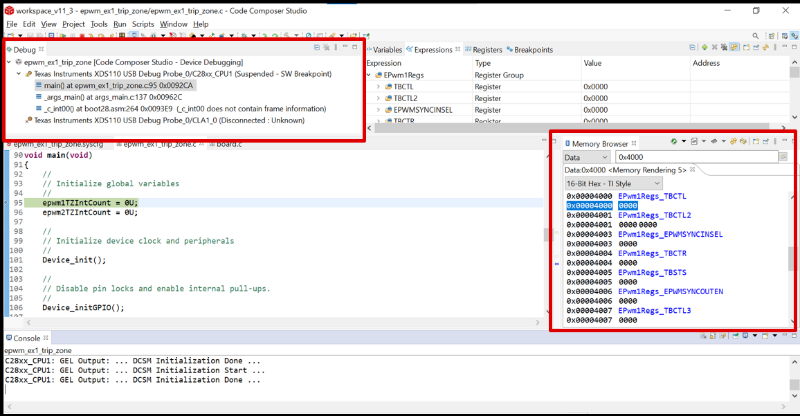 workspace_v11_3 - epwm_ex1_trip_zone/epwm_ex1_trip_zone.c - Code Composer Studio
File Edit View Project Tools Run Scripts Window Help
Debug
epwm_ex1_trip_zone [Code Composer Studio - Device Debugging]
Texas Instruments XDS110 USB Debug Probe_0/C28xx_CPU1 (Suspended - SW Breakpoint)
main() at epwm_ex1_trip_zone.c:95 0x0092CA
_args_main() at args_main.c:137 0x00962C
_c_int00() at boot28.asm:264 0x0093E9 (_c_int00 does not contain frame information)
Texas Instruments XDS110 USB Debug Probe_0/CLA1_0 (Disconnected : Unknown)
Variables Expressions Registers Breakpoints
Expression Type Value Address
EPwm1Regs Register Group
TBCTL Register 0x0000
TBCTL2 Register 0x0000
EPWMSYNCINSEL Register 0x0000
TBCTR Register 0x0000
epwm_ex1_trip_zone.syscfg epwm_ex1_trip_zone.c board.c
90 void main(void)
91 {
92 //
93 // Initialize global variables
94 //
95 epwm1TZIntCount = 0U;
96 epwm2TZIntCount = 0U;
97
98 //
99 // Initialize device clock and peripherals
100 //
101 Device_init();
102
103 //
104 // Disable pin locks and enable internal pull-ups.
105 //
106 Device_initGPIO();
Memory Browser
Data 0x4000
Data:0x4000 <Memory Rendering 5>
16-Bit Hex - TI Style
0x00004000 EPwm1Regs_TBCTL
0x00004000 0000
0x00004001 EPwm1Regs_TBCTL2
0x00004001 0000 0000
0x00004003 EPwm1Regs_EPWMSYNCINSEL
0x00004003 0000
0x00004004 EPwm1Regs_TBCTR
0x00004004 0000
0x00004005 EPwm1Regs_TBSTS
0x00004005 0000
0x00004006 EPwm1Regs_EPWMSYNCOUTEN
0x00004006 0000
0x00004007 EPwm1Regs_TBCTL3
0x00004007 0000
Console
epwm_ex1_trip_zone
C28xx_CPU1: GEL Output: ... DCSM Initialization Done ...
C28xx_CPU1: GEL Output: ... DCSM Initialization Start ...
C28xx_CPU1: GEL Output: ... DCSM Initialization Done ...